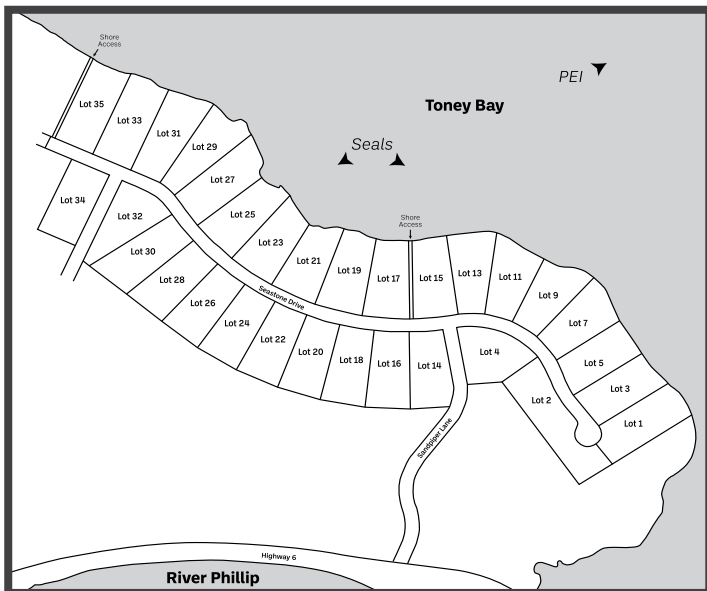 Shore
Access
PEI
Toney Bay
Seals
Lot 35
Lot 33
Lot 31
Lot 29
Lot 27
Lot 34
Lot 32
Lot 25
Lot 30
Lot 23
Shore
Access
Lot 21
Lot 19
Lot 17
Lot 15
Lot 13
Lot 11
Lot 9
Lot 28
Lot 26
Seastone Drive
Lot 7
Lot 24
Lot 22
Lot 20
Lot 18
Lot 16
Lot 14
Lot 4
Lot 5
Lot 3
Lot 2
Lot 1
Sandpiper Lane
Highway 6
River Phillip